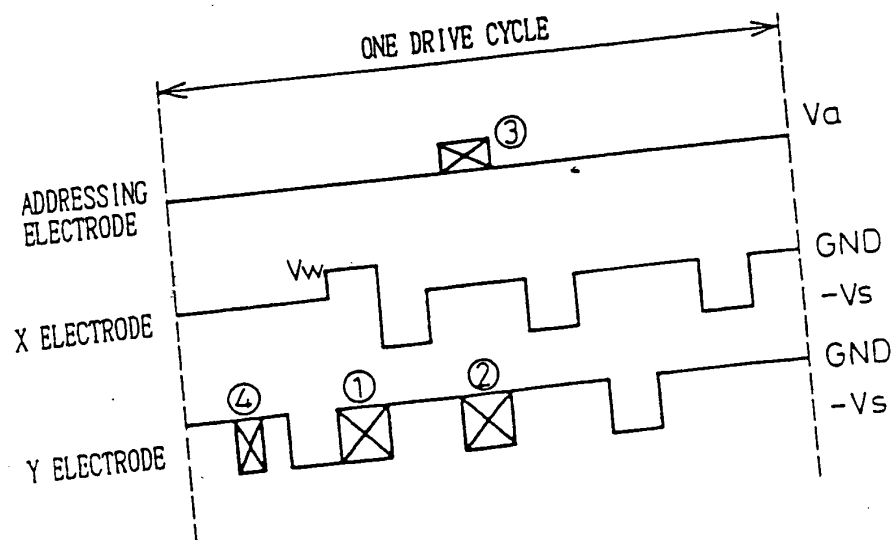 ONE DRIVE CYCLE
③
Va
ADDRESSING
ELECTRODE
Vw
GND
-Vs
X ELECTRODE
④
①
②
GND
-Vs
Y ELECTRODE